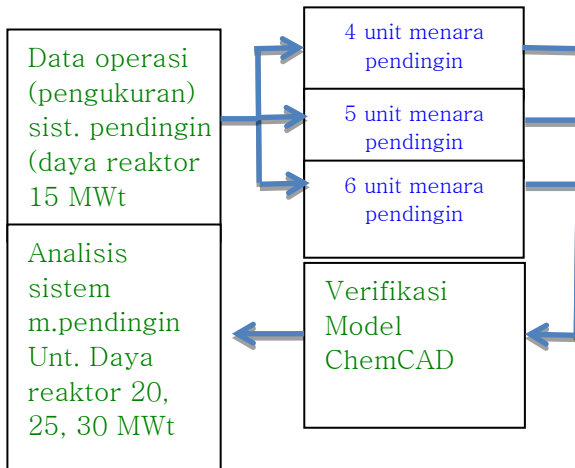 Data operasi
(pengukuran)
sist. pendingin
(daya reaktor
15 MWt
4 unit menara
pendingin
5 unit menara
pendingin
6 unit menara
pendingin
Verifikasi
Model
ChemCAD
Analisis
sistem
m.pendingin
Unt. Daya
reaktor 20,
25, 30 MWt